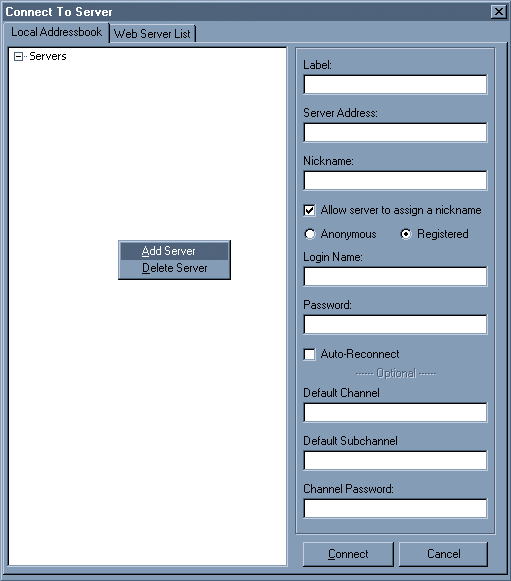 Connect To Server
Local Addressbook
Web Server List
Servers
Add Server
Delete Server
Label:
Server Address:
Nickname:
Allow server to assign a nickname
Anonymous
Registered
Login Name:
Password:
Auto-Reconnect
------ Optional ------
Default Channel
Default Subchannel
Channel Password:
Connect
Cancel